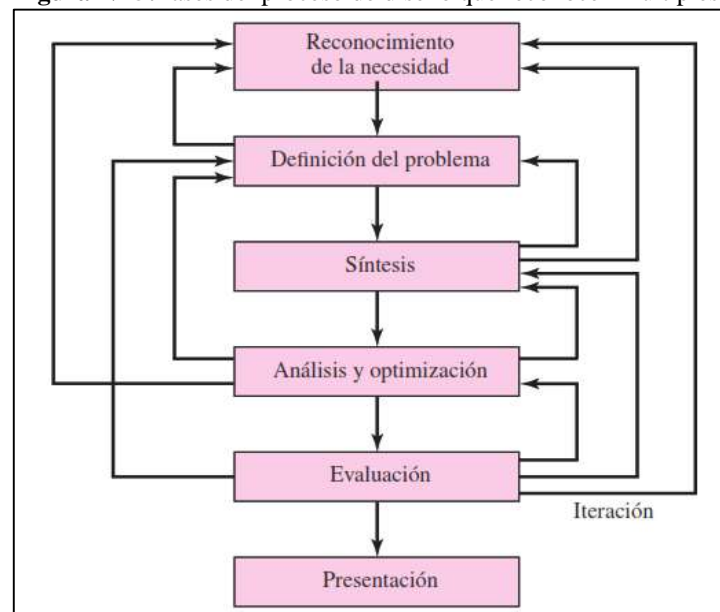 Reconocimiento
de la necesidad
Definición del problema
Síntesis
Análisis y optimización
Evaluación
Iteración
Presentación